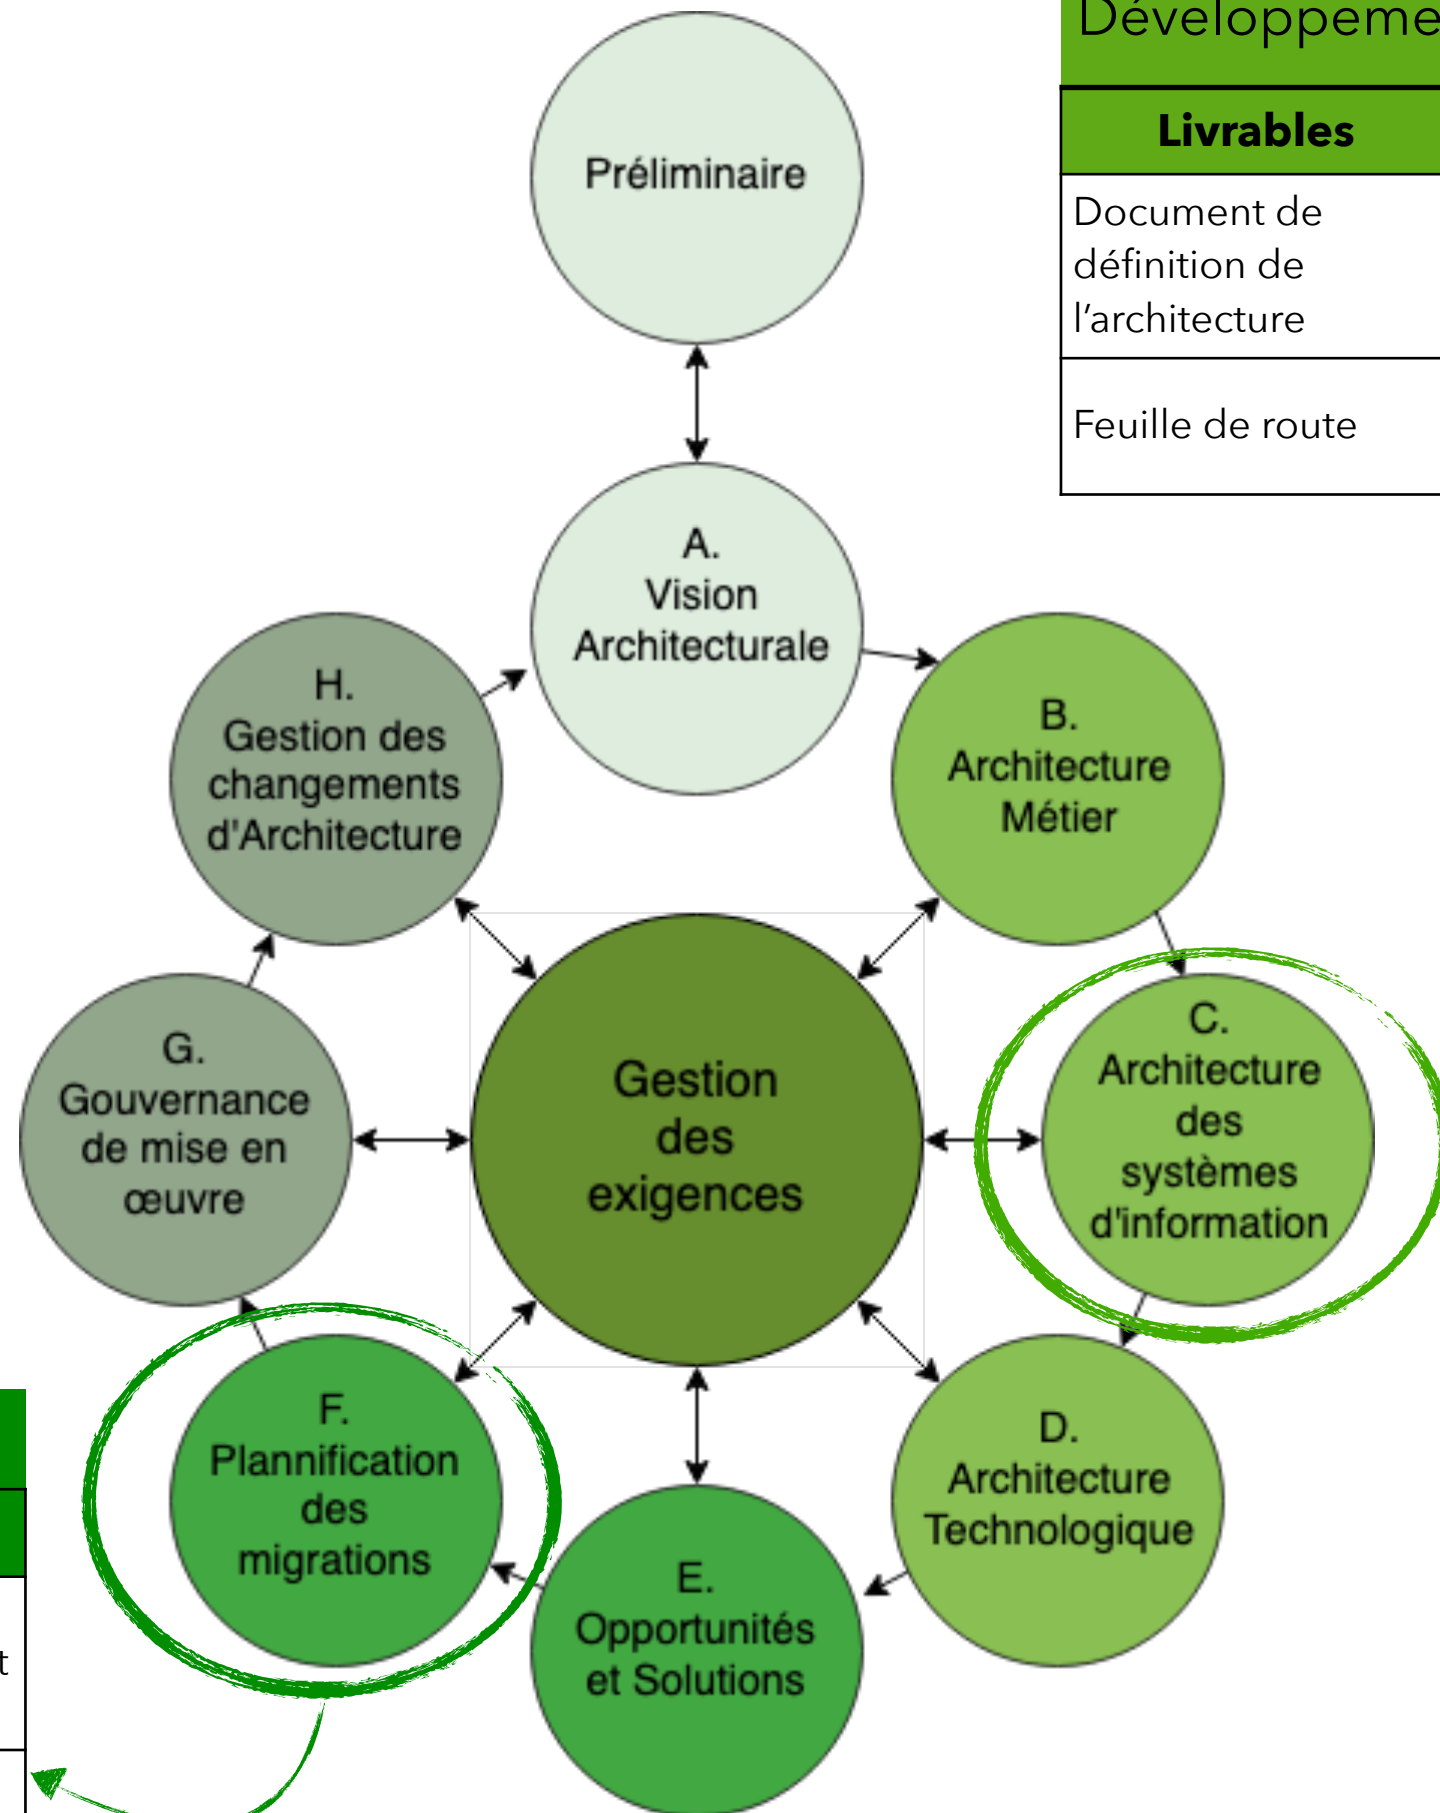 Développeme
Livrables
Document de
définition de
l’architecture
Feuille de route
Préliminaire
A.
Vision
Architecturale
H.
Gestion des
changements
d'Architecture
B.
Architecture
Métier
G.
Gouvernance
de mise en
œuvre
Gestion
des
exigences
C.
Architecture
des
systèmes
d'information
F.
Plannification
des
migrations
E.
Opportunités
et Solutions
D.
Architecture
Technologique
t